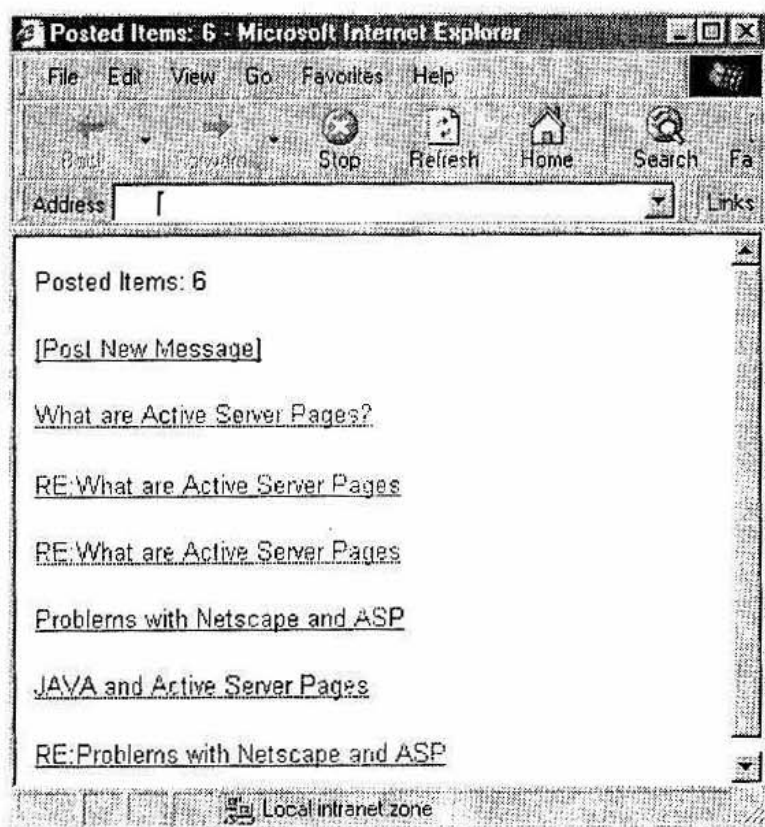 Posted Items: 6 - Microsoft Internet Explorer
File Edit View Go Favorites Help
Back Forward Stop Refresh Home Search Fa
Address Links
Posted Items: 6
[Post New Message]
What are Active Server Pages?
RE:What are Active Server Pages
RE:What are Active Server Pages
Problems with Netscape and ASP
JAVA and Active Server Pages
RE:Problems with Netscape and ASP
Local intranet zone